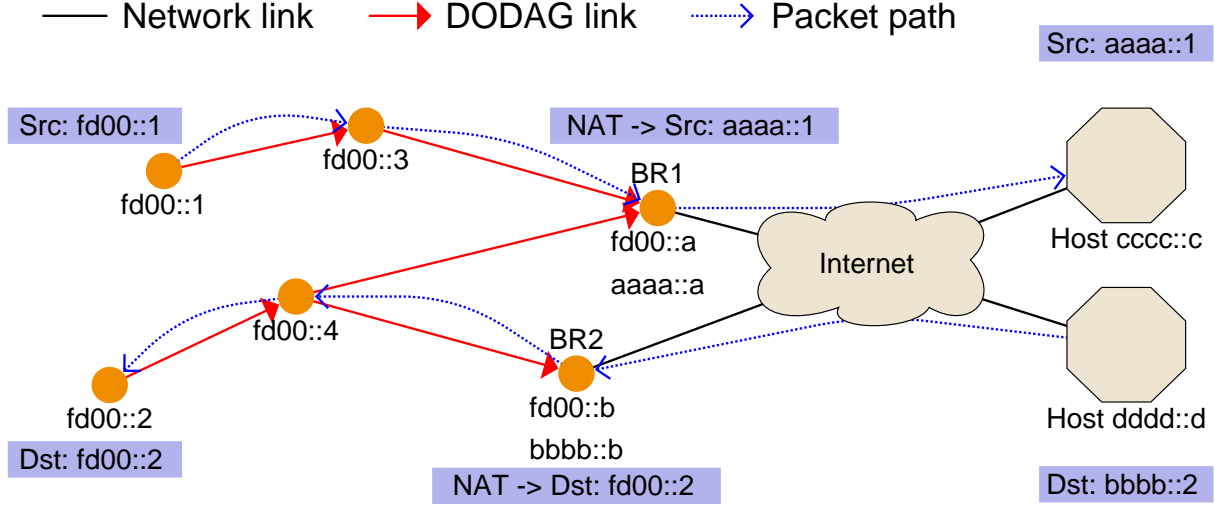 Network link
DODAG link
Packet path
Src: aaaa::1
Src: fd00::1
NAT -> Src: aaaa::1
fd00::3
fd00::1
BR1
fd00::a
aaaa::a
Internet
Host cccc::c
fd00::4
BR2
fd00::2
fd00::b
Host dddd::d
Dst: fd00::2
bbbb::b
NAT -> Dst: fd00::2
Dst: bbbb::2